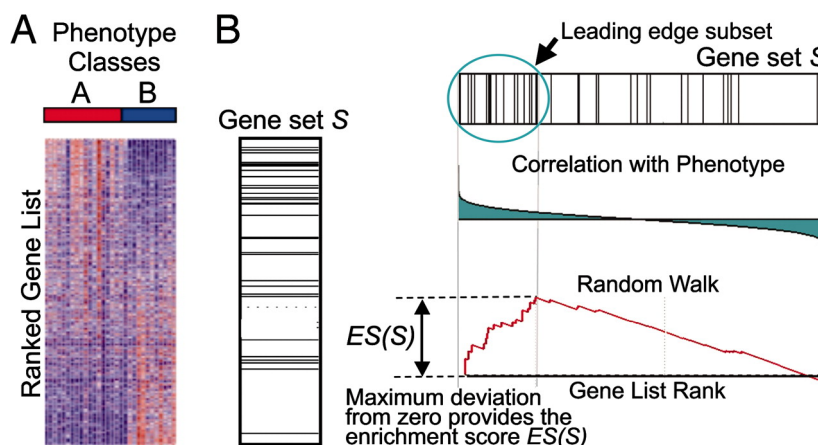 A
Phenotype
Classes
A B
Ranked Gene List
B
Gene set S
Leading edge subset
Gene set S
Correlation with Phenotype
Random Walk
ES(S)
Gene List Rank
Maximum deviation
from zero provides the
enrichment score ES(S)